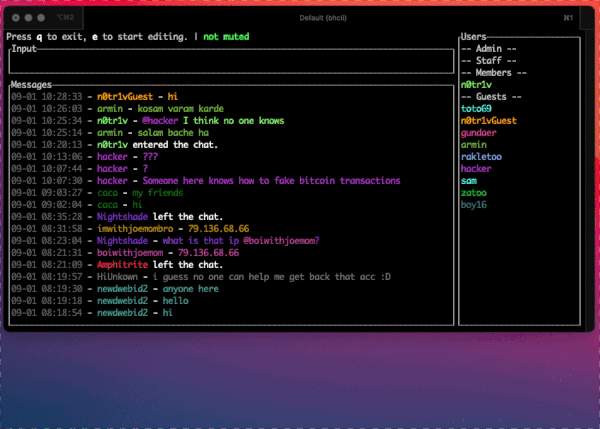 ⌥⌘2
Default (bhcli)
⌘1
Press q to exit, e to start editing. | not muted
Input
Messages
09-01 10:28:33 - n0tr1vGuest - hi
09-01 10:26:03 - armin - kosam varam karde
09-01 10:25:34 - n0tr1v - @hacker I think no one knows
09-01 10:25:14 - armin - salam bache ha
09-01 10:20:13 - n0tr1v entered the chat.
09-01 10:13:06 - hacker - ???
09-01 10:07:44 - hacker - ?
09-01 10:07:30 - hacker - Someone here knows how to fake bitcoin transactions
09-01 09:03:27 - caca - my friends
09-01 09:02:04 - caca - hi
09-01 08:35:28 - Nightshade left the chat.
09-01 08:31:58 - imwithjoemombro - 79.136.68.66
09-01 08:23:04 - Nightshade - what is that ip @boiwithjoemom?
09-01 08:21:31 - boiwithjoemom - 79.136.68.66
09-01 08:21:09 - Amphitrite left the chat.
09-01 08:19:57 - HiUnkown - i guess no one can help me get back that acc :D
09-01 08:19:30 - newdwebid2 - anyone here
09-01 08:19:18 - newdwebid2 - hello
09-01 08:18:54 - newdwebid2 - hi
Users
-- Admin --
-- Staff --
-- Members --
n0tr1v
-- Guests --
toto69
n0tr1vGuest
gundaer
armin
rakletoo
hacker
sam
zatoo
boy16